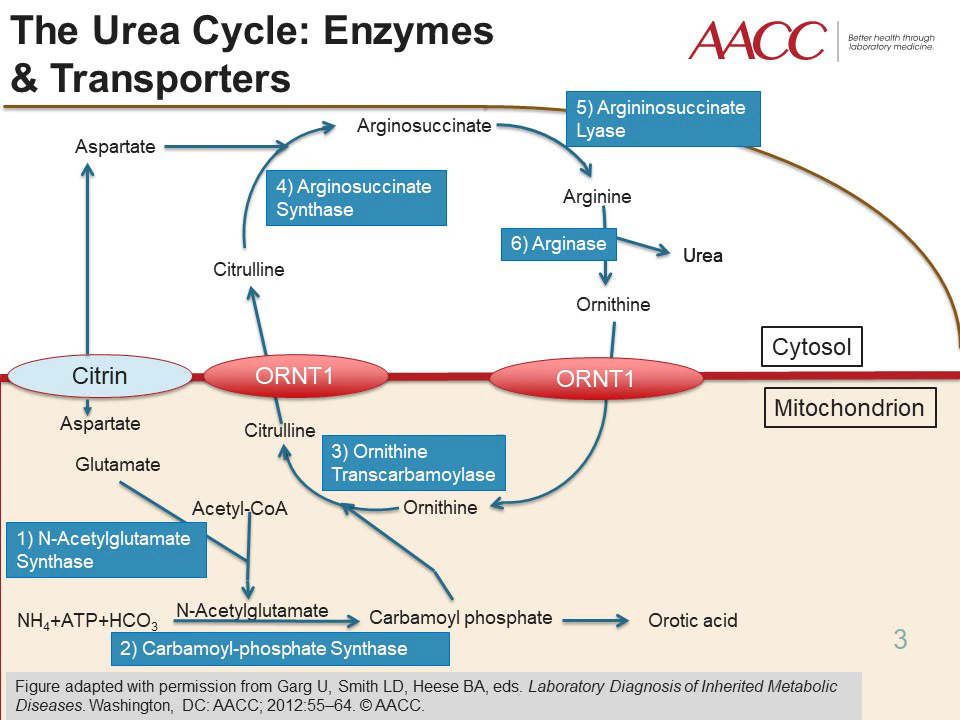 The Urea Cycle: Enzymes
& Transporters
AACC
Better health through
laboratory medicine.
5) Argininosuccinate
Lyase
Arginosuccinate
Aspartate
4) Arginosuccinate
Synthase
Arginine
6) Arginase
Urea
Citrulline
Ornithine
Cytosol
Citrin
ORNT1
ORNT1
Mitochondrion
Aspartate
Citrulline
Glutamate
3) Ornithine
Transcarbamoylase
Acetyl-CoA
Ornithine
1) N-Acetylglutamate
Synthase
N-Acetylglutamate
NH4+ATP+HCO3
Carbamoyl phosphate
Orotic acid
2) Carbamoyl-phosphate Synthase
3
Figure adapted with permission from Garg U, Smith LD, Heese BA, eds. Laboratory Diagnosis of Inherited Metabolic
Diseases. Washington, DC: AACC; 2012:55–64. © AACC.